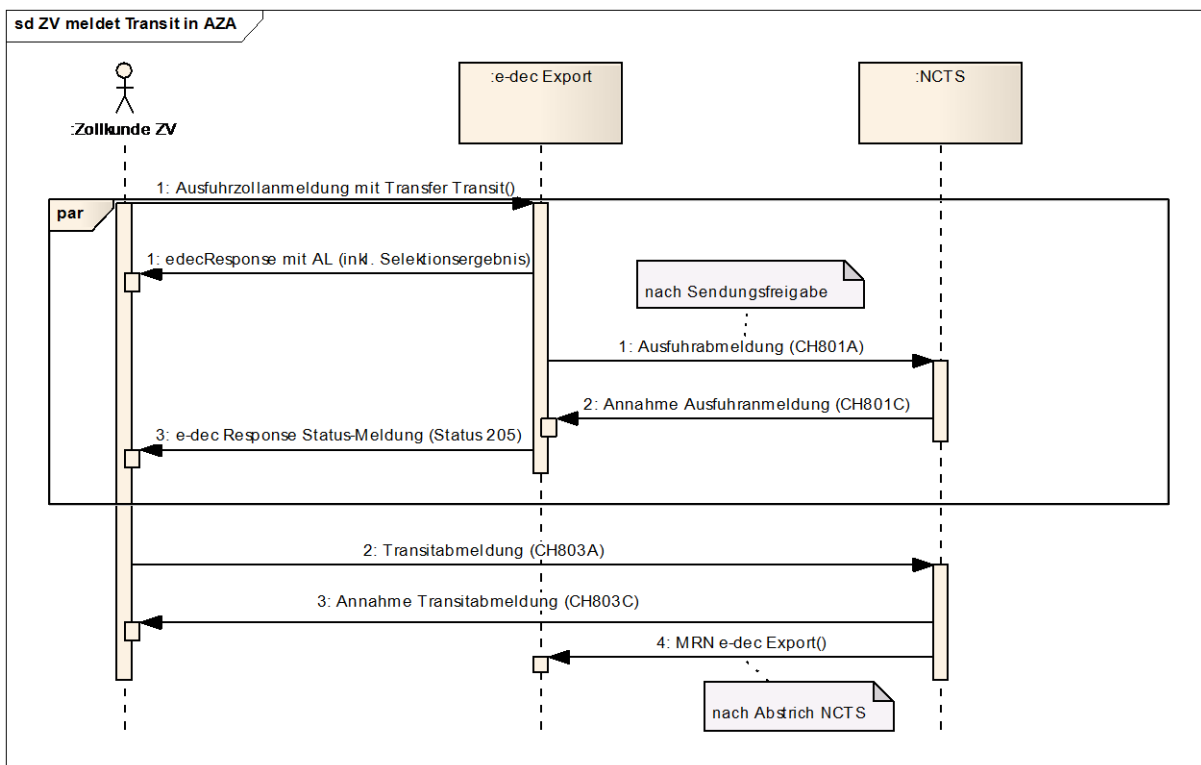 sd ZV meldet Transit in AZA
:Zollkunde ZV
:e-dec Export
:NCTS
1: Ausfuhrzollanmeldung mit Transfer Transit()
par
1: edecResponse mit AL (inkl. Selektionsergebnis)
nach Sendungsfreigabe
1: Ausfuhrabmeldung (CH801A)
2: Annahme Ausfuhranmeldung (CH801C)
3: e-dec Response Status-Meldung (Status 205)
2: Transitabmeldung (CH803A)
3: Annahme Transitabmeldung (CH803C)
4: MRN e-dec Export()
nach Abstrich NCTS